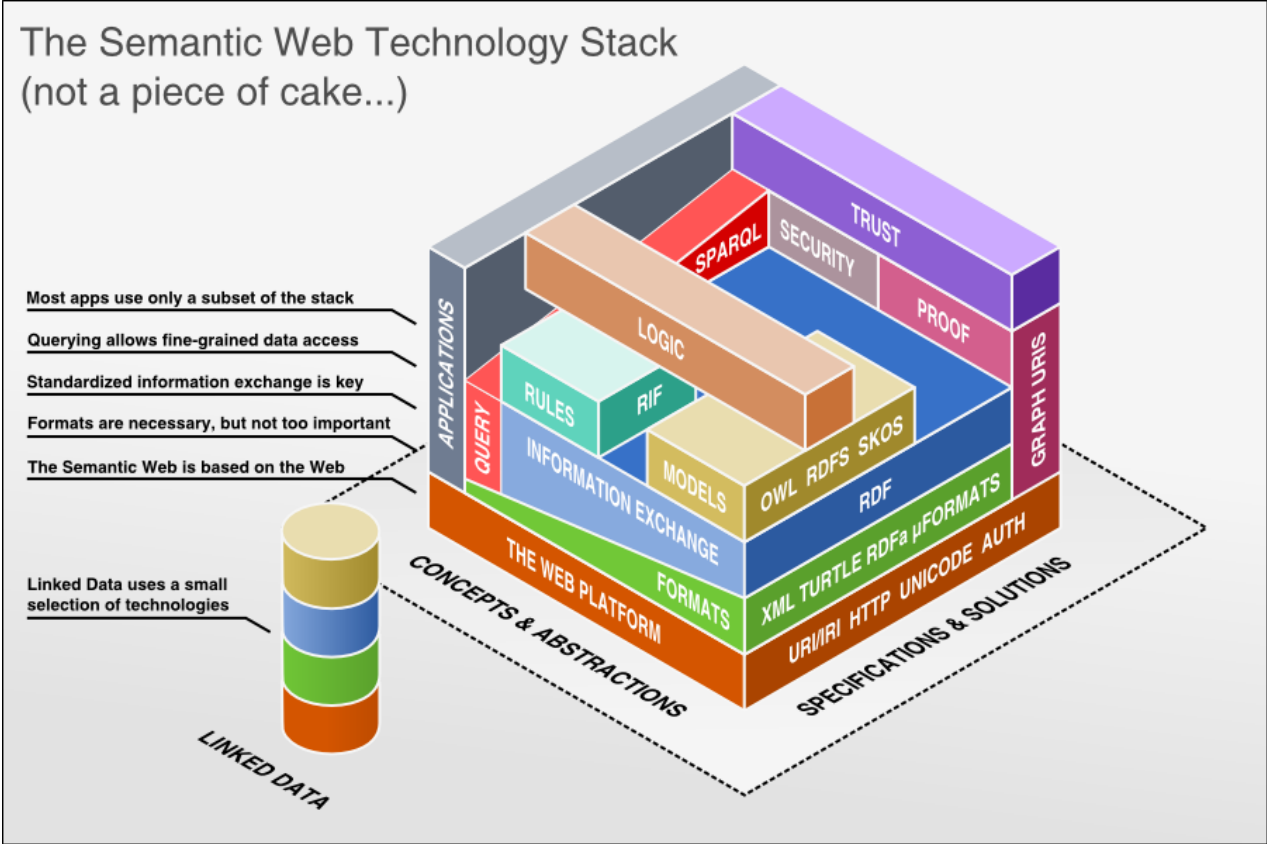 The Semantic Web Technology Stack
(not a piece of cake...)
Most apps use only a subset of the stack
Querying allows fine-grained data access
Standardized information exchange is key
Formats are necessary, but not too important
The Semantic Web is based on the Web
Linked Data uses a small
selection of technologies
LINKED DATA
APPLICATIONS
QUERY
RULES
RIF
LOGIC
SPARQL
SECURITY
TRUST
PROOF
GRAPH URIS
INFORMATION EXCHANGE
MODELS
OWL RDFS SKOS
RDF
FORMATS
XML TURTLE RDFa µFORMATS
THE WEB PLATFORM
URI/IRI HTTP UNICODE AUTH
CONCEPTS & ABSTRACTIONS
SPECIFICATIONS & SOLUTIONS